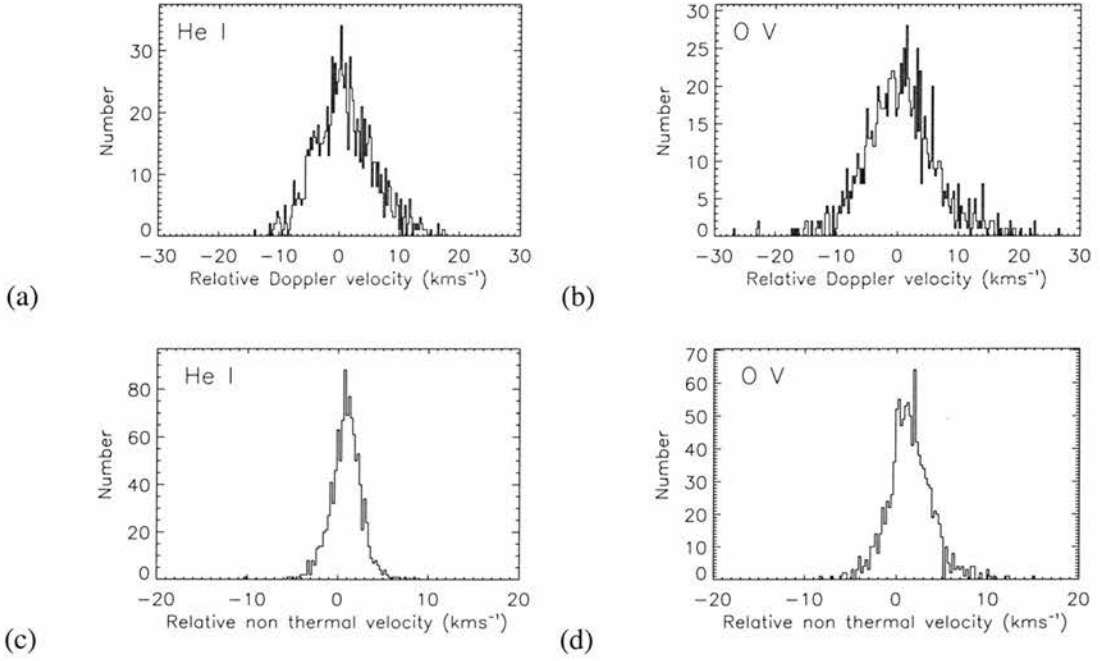 He I
Number
30
20
10
0
−30 −20 −10 0 10 20 30
Relative Doppler velocity (kms⁻¹)
(a)
O V
Number
30
25
20
15
10
5
0
−30 −20 −10 0 10 20 30
Relative Doppler velocity (kms⁻¹)
(b)
He I
Number
80
60
40
20
0
−20 −10 0 10 20
Relative non thermal velocity (kms⁻¹)
(c)
O V
Number
70
60
50
40
30
20
10
0
−20 −10 0 10 20
Relative non thermal velocity (kms⁻¹)
(d)